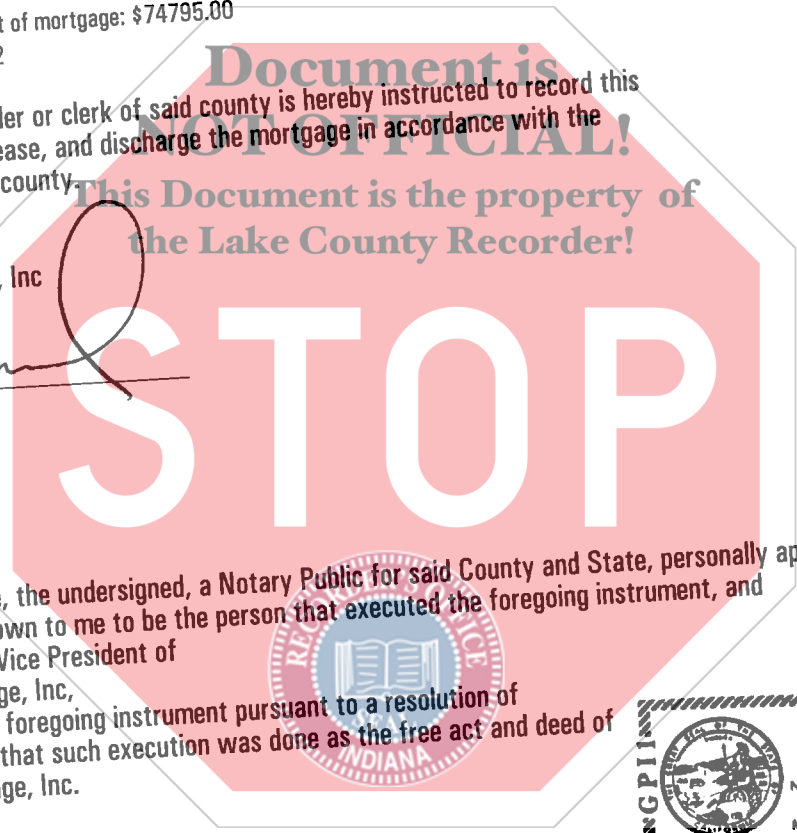 t of mortgage: $74795.00
2
Document is
der or clerk of said county is hereby instructed to record this
NOT OFFICIAL!
ease, and discharge the mortgage in accordance with the
county.
This Document is the property of
the Lake County Recorder!
, Inc
STOP
e, the undersigned, a Notary Public for said County and State, personally ap
own to me to be the person that executed the foregoing instrument, and
Vice President of
ge, Inc,
foregoing instrument pursuant to a resolution of
that such execution was done as the free act and deed of
age, Inc.
RECORDER'S OFFICE
SEAL
INDIANA